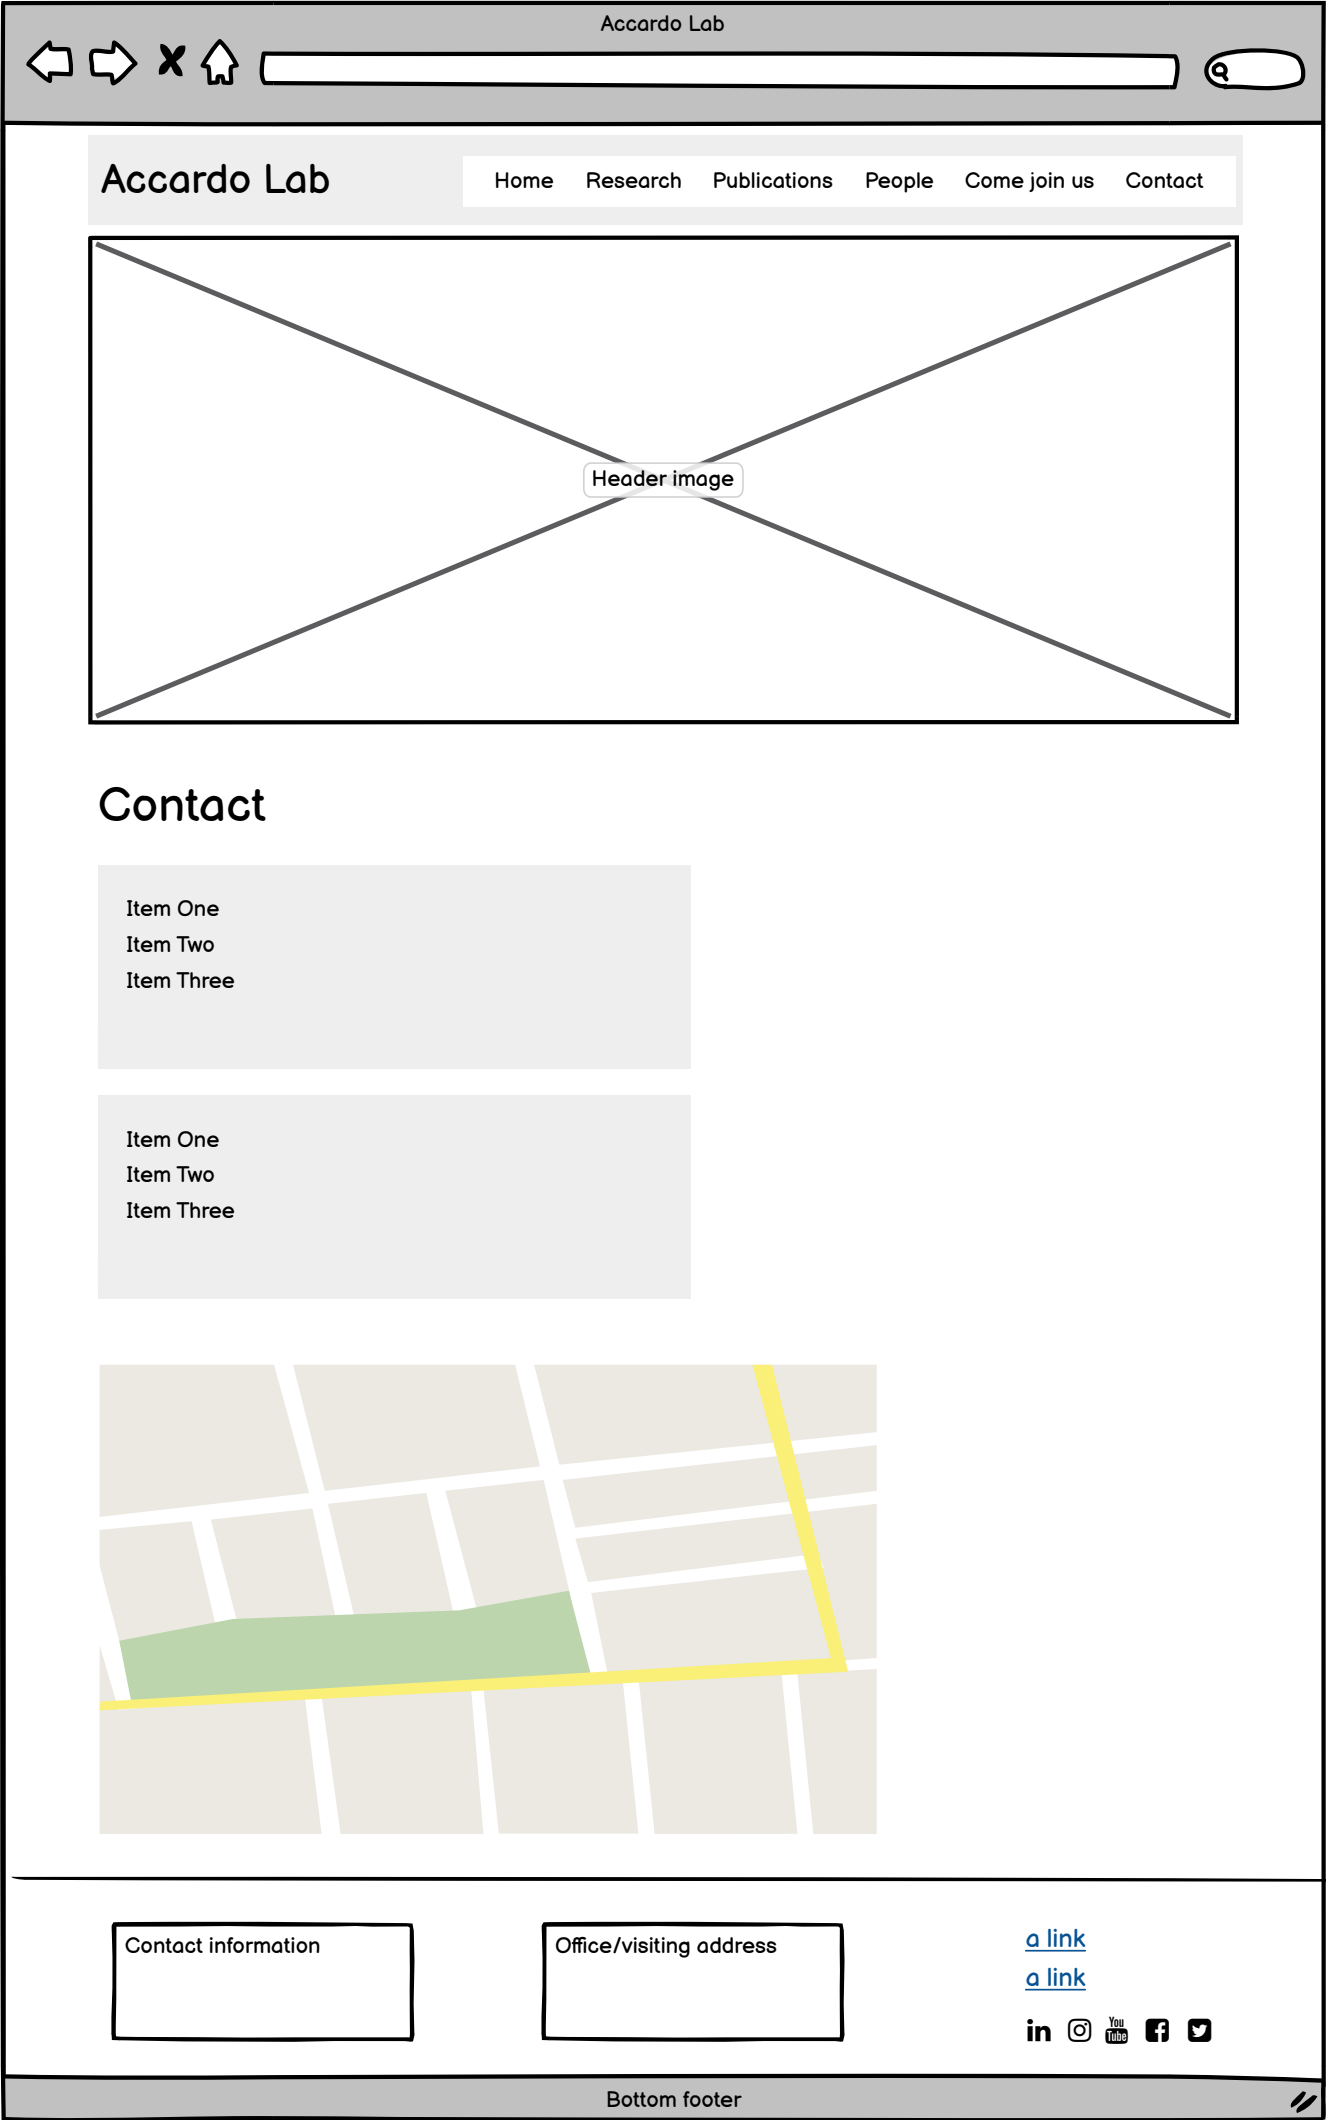 Accardo Lab
Accardo Lab
Home Research Publications People Come join us Contact
Header image
Contact
Item One
Item Two
Item Three
Item One
Item Two
Item Three
Contact information
Office/visiting address
a link
a link
in You Tube
Bottom footer